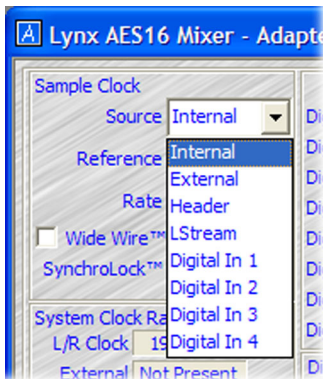 Lynx AES16 Mixer - Adapte
Sample Clock
Source Internal
Reference Internal
External
Rate Header
Wide Wire™ LStream
SynchroLock™ Digital In 1
Digital In 2
System Clock Ra Digital In 3
L/R Clock 19 Digital In 4
External Not Present